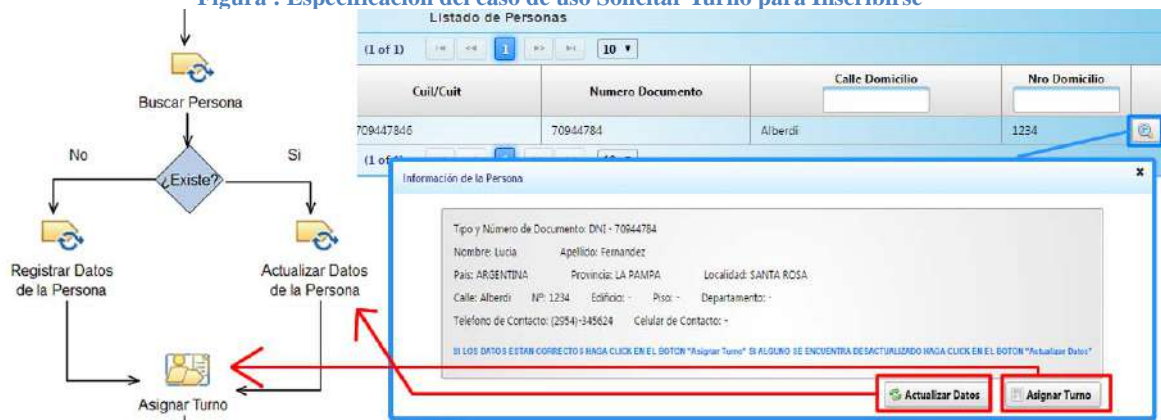 Figura : Especificación del caso de uso Solicitar Turno para Inscribirse
Buscar Persona
¿Existe?
No
Si
Registrar Datos
de la Persona
Actualizar Datos
de la Persona
Asignar Turno
Listado de Personas
(1 of 1) 1 10
Cuil/Cuit Numero Documento Calle Domicilio Nro Domicilio
709447846 70944784 Alberdi 1234
(1 of
Información de la Persona
Tipo y Número de Documento: DNI - 70944784
Nombre: Lucia Apellido: Fernandez
Pais: ARGENTINA Provincia: LA PAMPA Localidad: SANTA ROSA
Calle: Alberdi Nº: 1234 Edificio: - Piso: - Departamento: -
Telefono de Contacto: (2954)-345624 Celular de Contacto: -
SI LOS DATOS ESTAN CORRECTOS HAGA CLICK EN EL BOTON "Asignar Turno" SI ALGUNO SE ENCUENTRA DESACTUALIZADO HAGA CLICK EN EL BOTON "Actualizar Datos"
Actualizar Datos
Asignar Turno